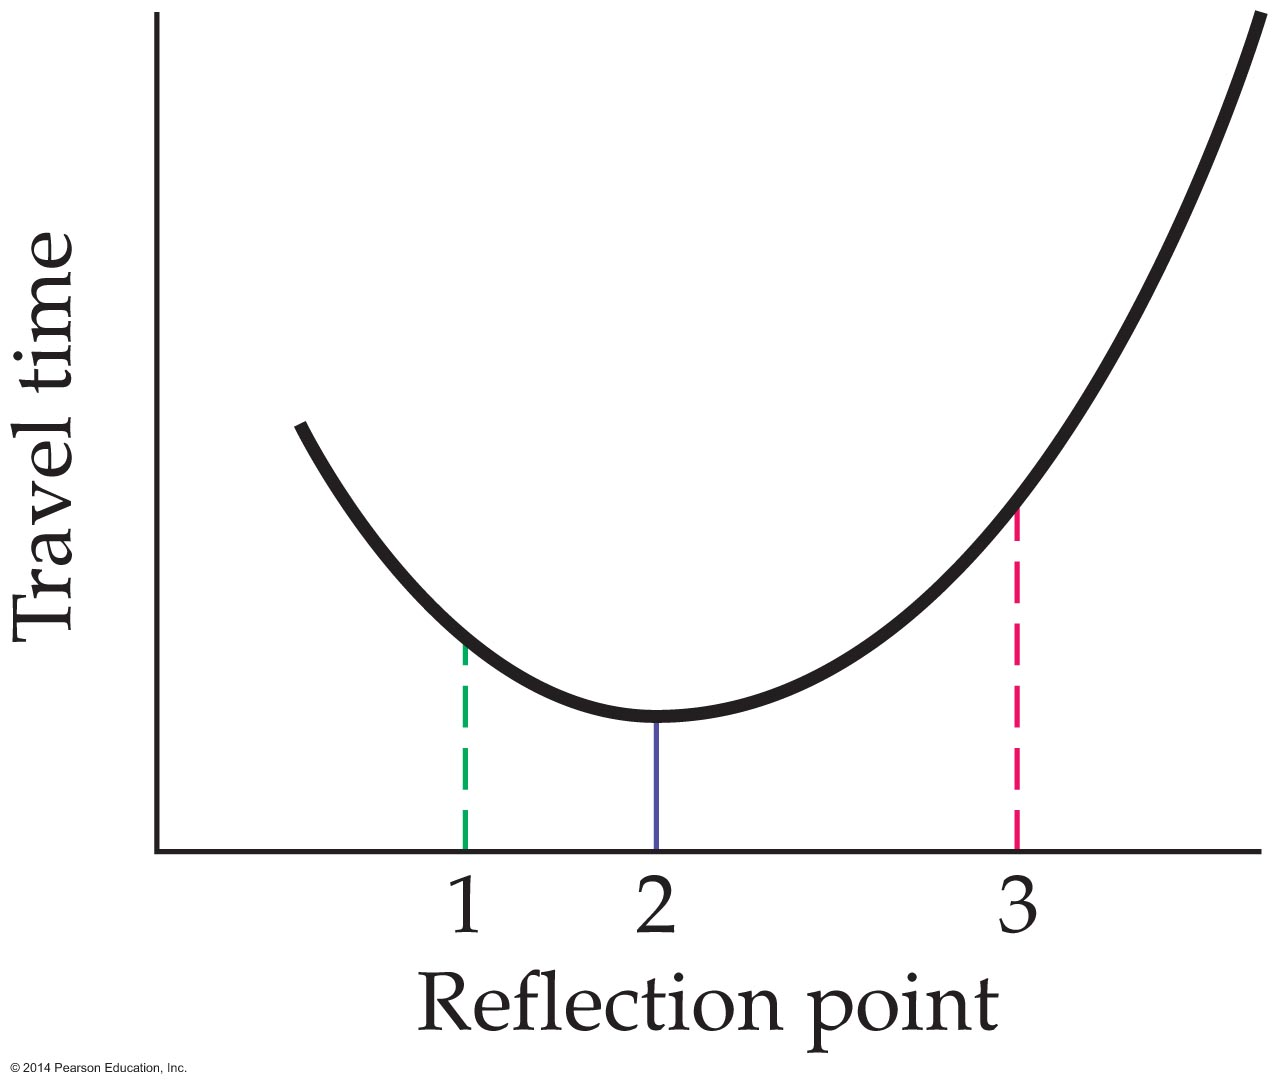 Travel time
1 2 3
Reflection point
© 2014 Pearson Education, Inc.